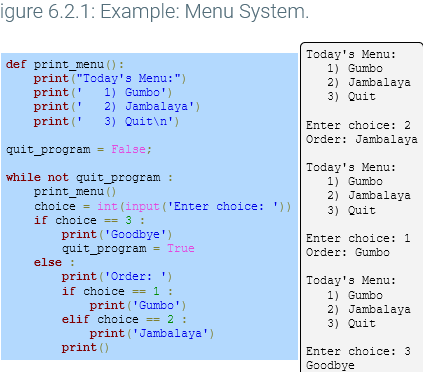 igure 6.2.1: Example: Menu System.
def print_menu():
    print("Today's Menu:")
    print('   1) Gumbo')
    print('   2) Jambalaya')
    print('   3) Quit\n')

quit_program = False;

while not quit_program :
    print_menu()
    choice = int(input('Enter choice: '))
    if choice == 3 :
        print('Goodbye')
        quit_program = True
    else :
        print('Order: ')
        if choice == 1 :
            print('Gumbo')
        elif choice == 2 :
            print('Jambalaya')
        print()
Today's Menu:
   1) Gumbo
   2) Jambalaya
   3) Quit

Enter choice: 2
Order: Jambalaya

Today's Menu:
   1) Gumbo
   2) Jambalaya
   3) Quit

Enter choice: 1
Order: Gumbo

Today's Menu:
   1) Gumbo
   2) Jambalaya
   3) Quit

Enter choice: 3
Goodbye